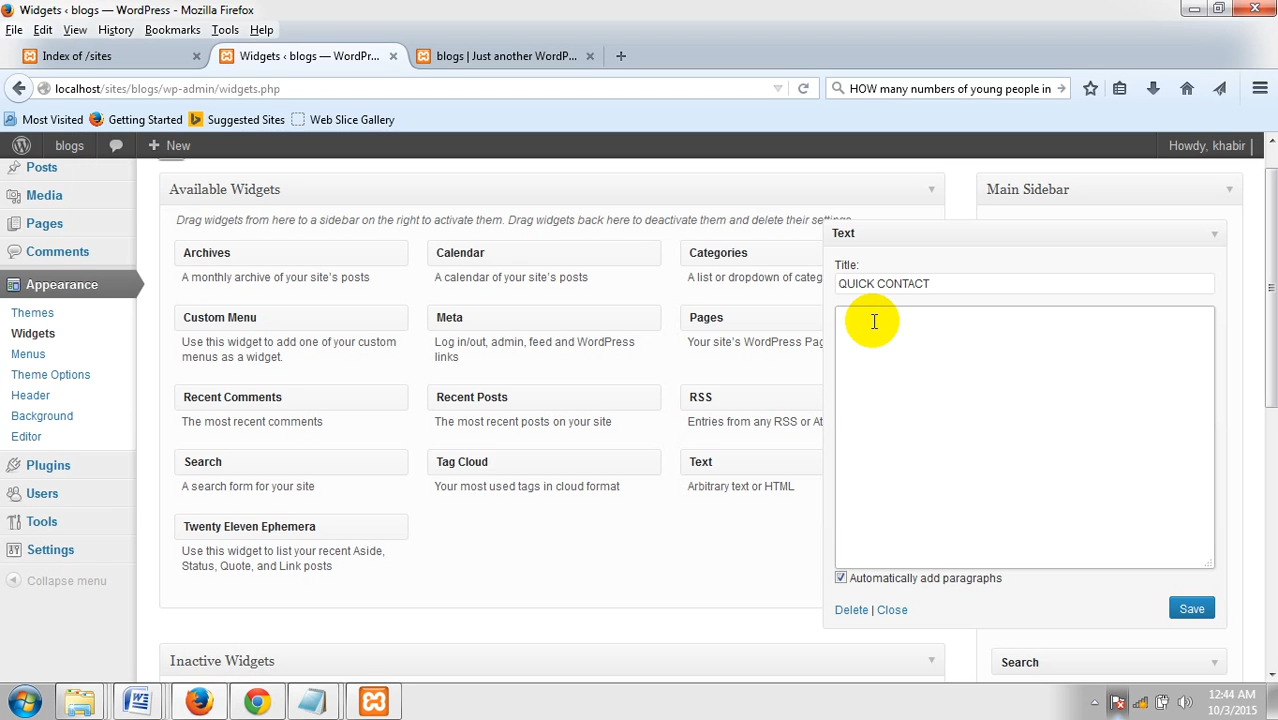 Widgets ‹ blogs — WordPress - Mozilla Firefox
File Edit View History Bookmarks Tools Help
Index of /sites
Widgets ‹ blogs — WordPr...
blogs | Just another WordP...
localhost/sites/blogs/wp-admin/widgets.php
HOW many numbers of young people in
Most Visited Getting Started Suggested Sites Web Slice Gallery
blogs New Howdy, khabir
Posts
Media
Pages
Comments
Appearance
Themes
Widgets
Menus
Theme Options
Header
Background
Editor
Plugins
Users
Tools
Settings
Collapse menu
Available Widgets
Drag widgets from here to a sidebar on the right to activate them. Drag widgets back here to deactivate them and delete their settings.
Archives
A monthly archive of your site's posts
Calendar
A calendar of your site's posts
Categories
A list or dropdown of categ
Custom Menu
Use this widget to add one of your custom
menus as a widget.
Meta
Log in/out, admin, feed and WordPress
links
Pages
Your site's WordPress Pag
Recent Comments
The most recent comments
Recent Posts
The most recent posts on your site
RSS
Entries from any RSS or At
Search
A search form for your site
Tag Cloud
Your most used tags in cloud format
Text
Arbitrary text or HTML
Twenty Eleven Ephemera
Use this widget to list your recent Aside,
Status, Quote, and Link posts
Inactive Widgets
Main Sidebar
Text
Title:
QUICK CONTACT
Automatically add paragraphs
Delete | Close
Save
Search
12:44 AM
10/3/2015